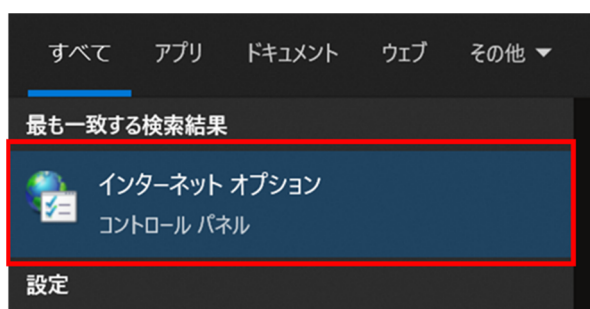 すべて アプリ ドキュメント ウェブ その他 ▼
最も一致する検索結果
インターネット オプション
コントロール パネル
設定